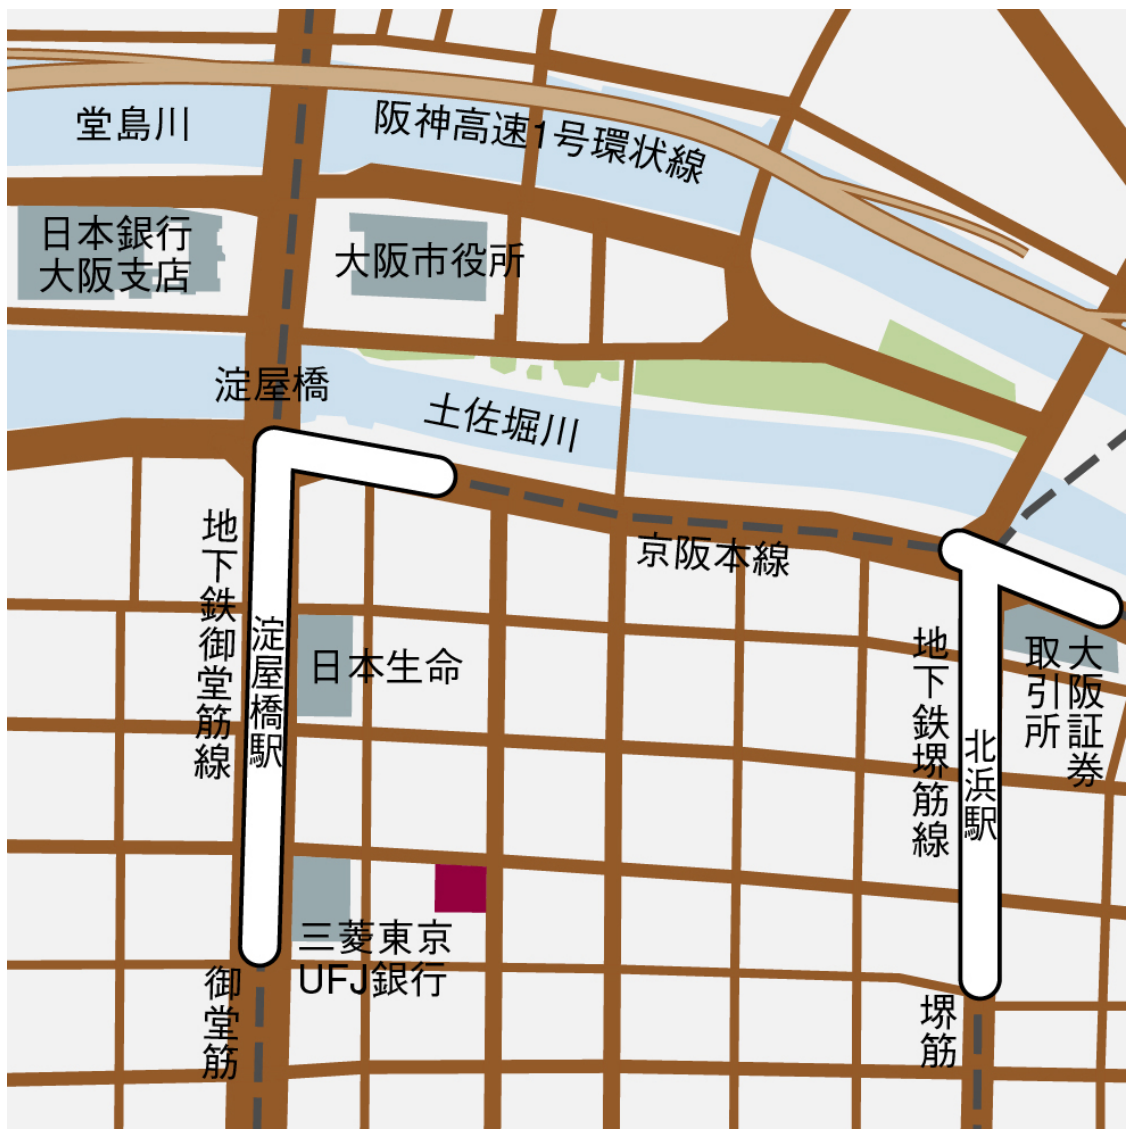 堂島川
阪神高速1号環状線
日本銀行
大阪支店
大阪市役所
淀屋橋
土佐堀川
京阪本線
地下鉄御堂筋線
淀屋橋駅
日本生命
地下鉄堺筋線
北浜駅
大阪証券
取引所
三菱東京
UFJ銀行
御堂筋
堺筋